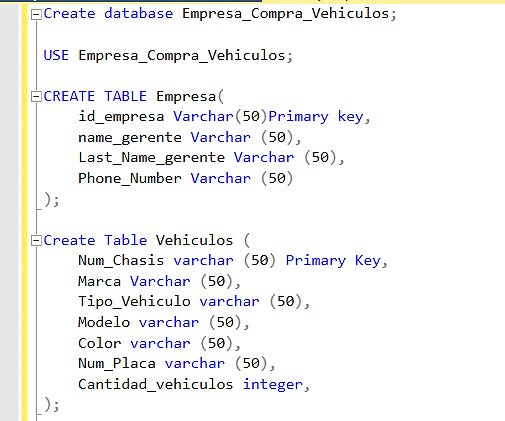 Create database Empresa_Compra_Vehiculos;
USE Empresa_Compra_Vehiculos;
CREATE TABLE Empresa(
id_empresa Varchar(50)Primary key,
name_gerente Varchar (50),
Last_Name_gerente Varchar (50),
Phone_Number Varchar (50)
);
Create Table Vehiculos (
Num_Chasis varchar (50) Primary Key,
Marca Varchar (50),
Tipo_Vehiculo varchar (50),
Modelo varchar (50),
Color varchar (50),
Num_Placa varchar (50),
Cantidad_vehiculos integer,
);